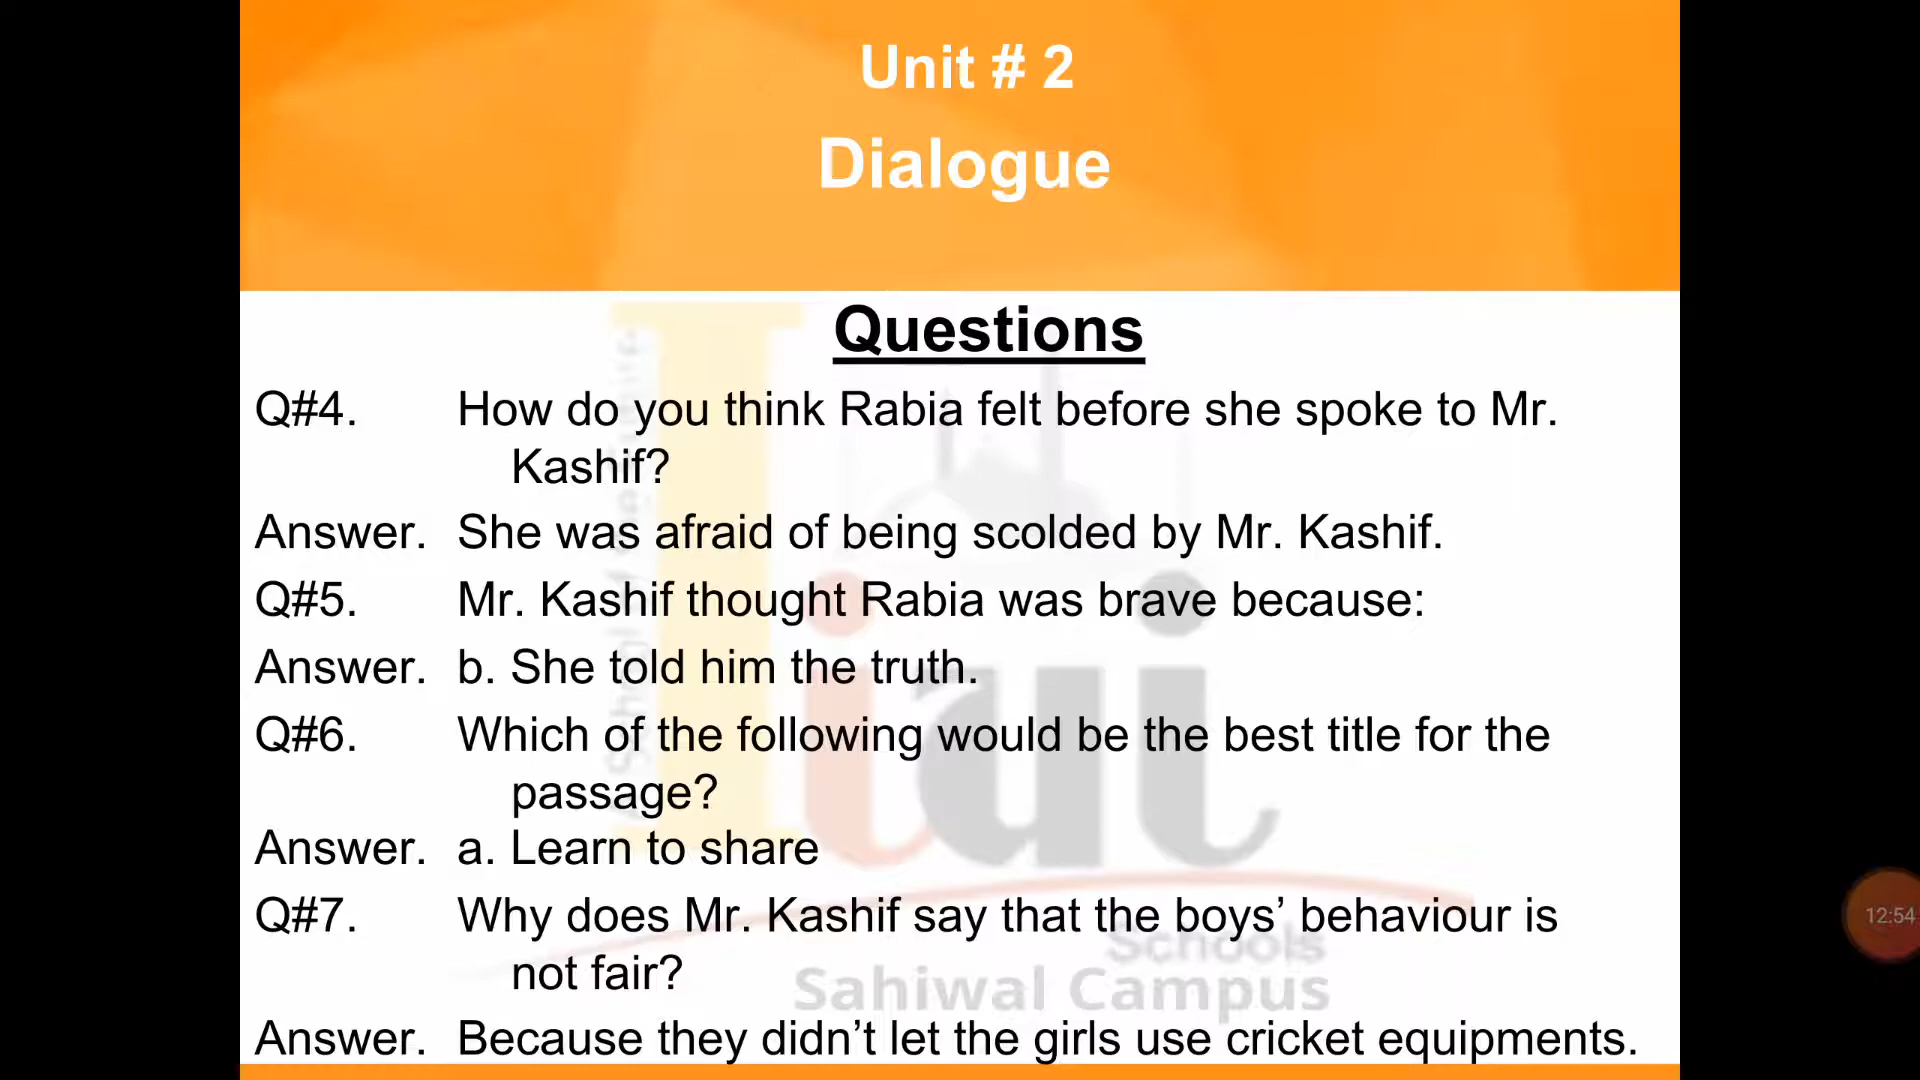 Unit # 2
Dialogue
Questions
Q#4. How do you think Rabia felt before she spoke to Mr.
Kashif?
Answer. She was afraid of being scolded by Mr. Kashif.
Q#5. Mr. Kashif thought Rabia was brave because:
Answer. b. She told him the truth.
Q#6. Which of the following would be the best title for the
passage?
Answer. a. Learn to share
Q#7. Why does Mr. Kashif say that the boys’ behaviour is
not fair?
Answer. Because they didn’t let the girls use cricket equipments.
Schools
Sahiwal Campus
12:54